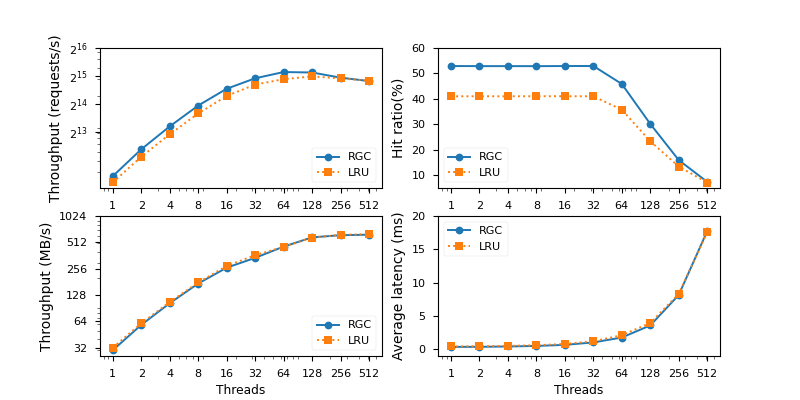 Throughput (requests/s)
2^16
2^15
2^14
2^13
RGC
LRU
1 2 4 8 16 32 64 128 256 512
Hit ratio(%)
60
50
40
30
20
10
RGC
LRU
1 2 4 8 16 32 64 128 256 512
Throughput (MB/s)
1024
512
256
128
64
32
RGC
LRU
1 2 4 8 16 32 64 128 256 512
Threads
Average latency (ms)
20
15
10
5
0
RGC
LRU
1 2 4 8 16 32 64 128 256 512
Threads